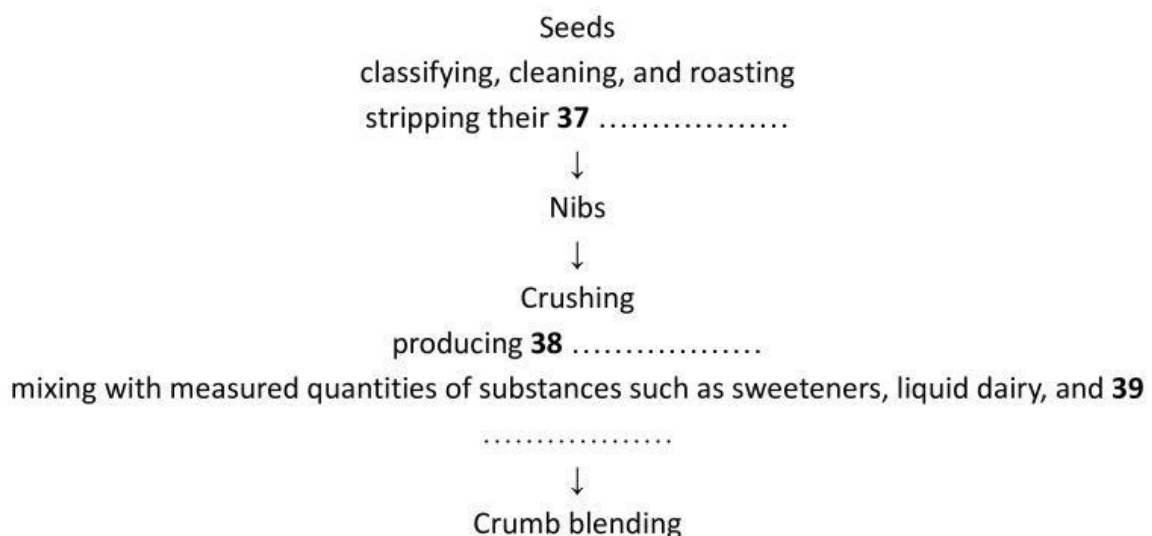 Seeds
classifying, cleaning, and roasting
stripping their 37 ..................
↓
Nibs
↓
Crushing
producing 38 ..................
mixing with measured quantities of substances such as sweeteners, liquid dairy, and 39
..................
↓
Crumb blending